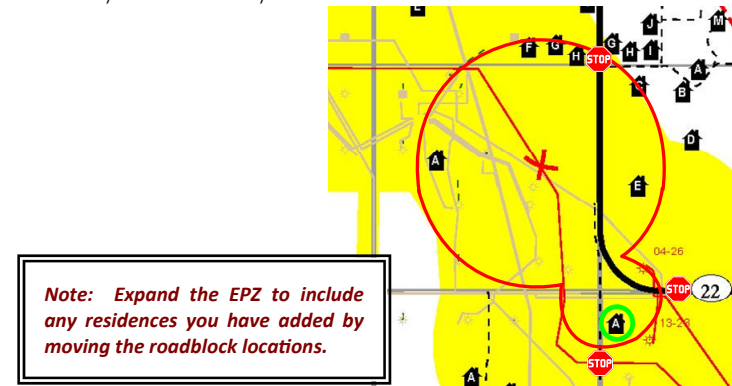 E
J
M
F
G
H
STOP
G
H
I
A
G
B
D
A
E
04-26
STOP
22
Note: Expand the EPZ to include
any residences you have added by
moving the roadblock locations.
A
13-23
STOP
A